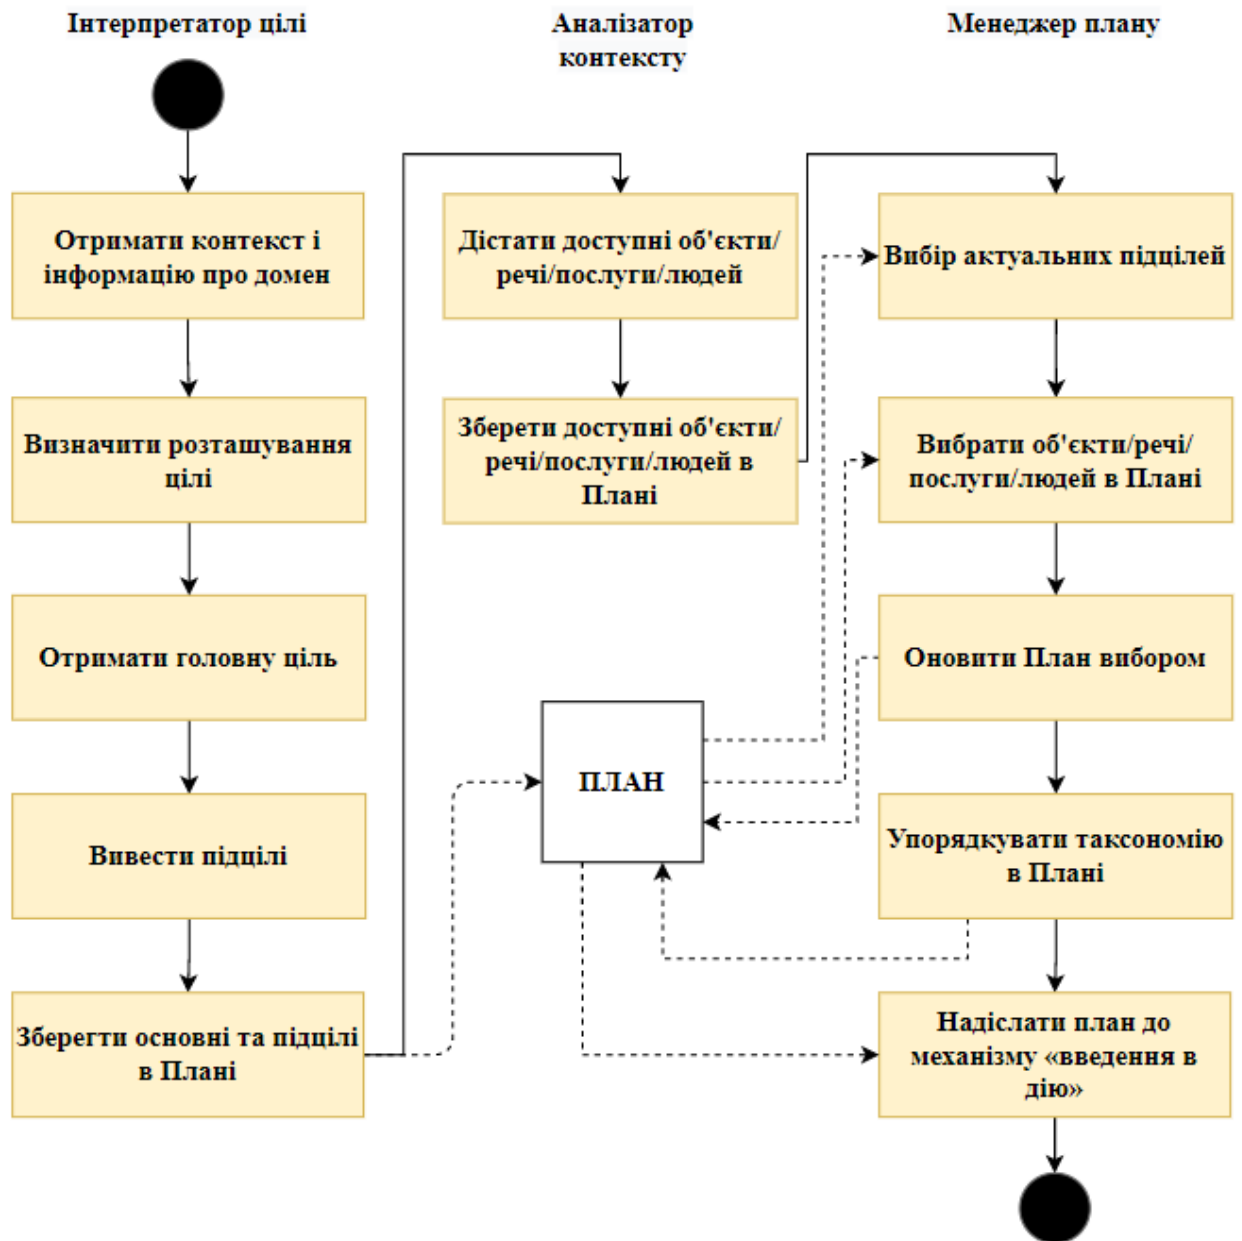 Інтерпретатор цілі
Аналізатор
контексту
Менеджер плану
Отримати контекст і
інформацію про домен
Визначити розташування
цілі
Отримати головну ціль
Вивести підцілі
Зберегти основні та підцілі
в Плані
Дістати доступні об'єкти/
речі/послуги/людей
Зберети доступні об'єкти/
речі/послуги/людей в
Плані
ПЛАН
Вибір актуальних підцілей
Вибрати об'єкти/речі/
послуги/людей в Плані
Оновити План вибором
Упорядкувати таксономію
в Плані
Надіслати план до
механізму «введення в
дію»